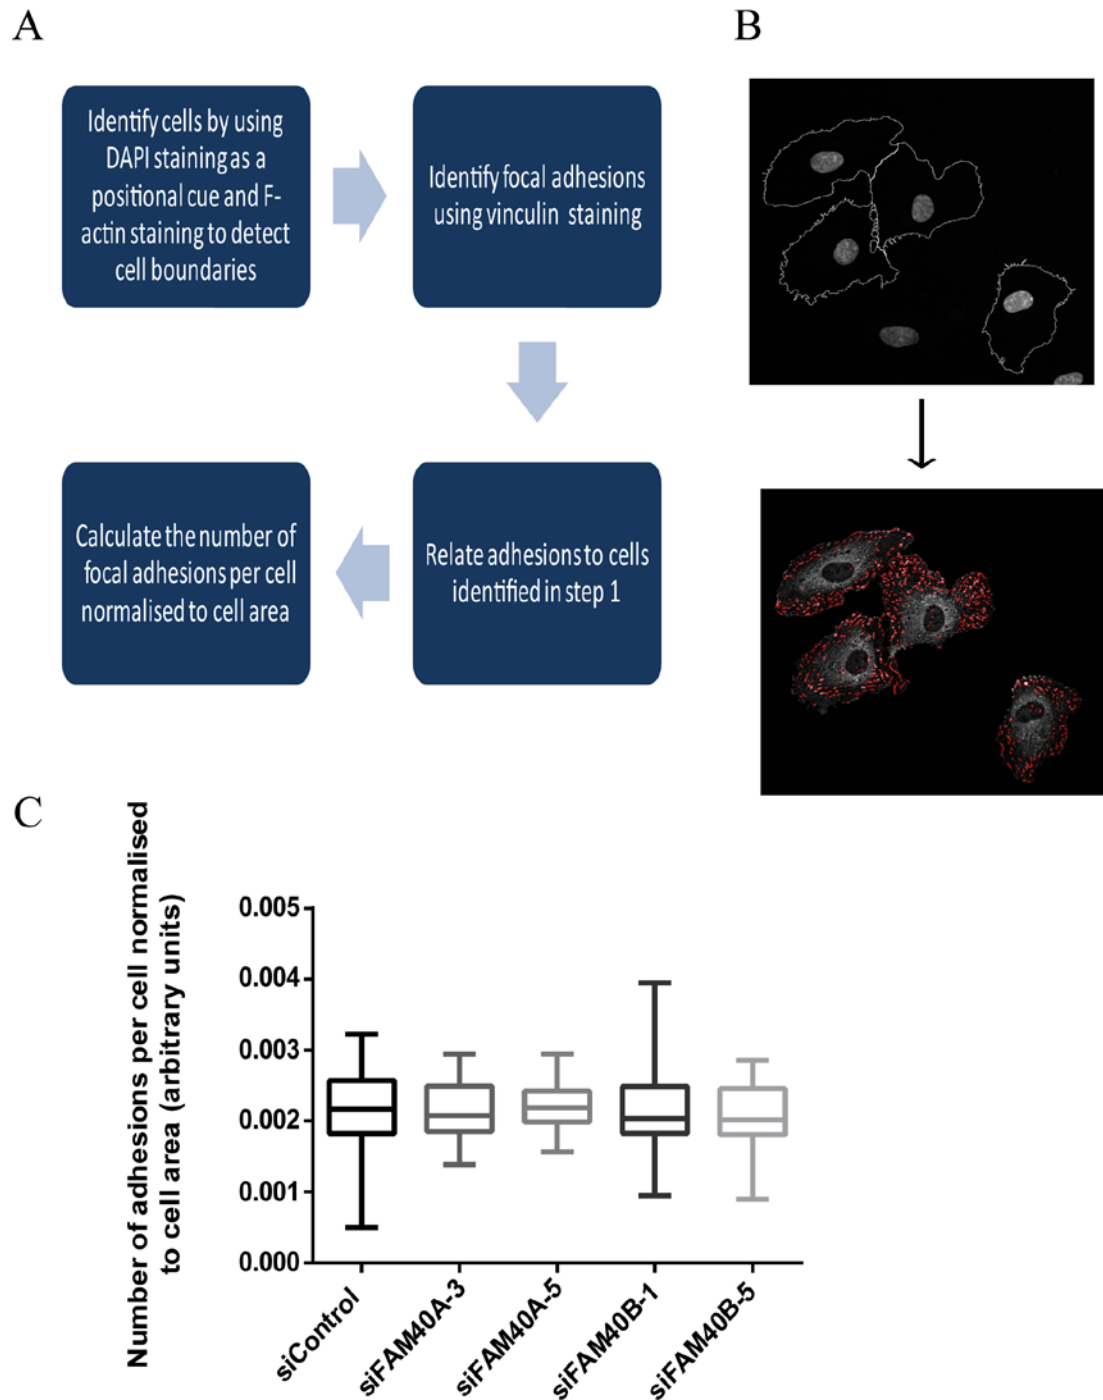 A
Identify cells by using
DAPI staining as a
positional cue and F-
actin staining to detect
cell boundaries
Identify focal adhesions
using vinculin staining
Relate adhesions to cells
identified in step 1
Calculate the number of
focal adhesions per cell
normalised to cell area
B
C
Number of adhesions per cell normalised
to cell area (arbitrary units)
0.005
0.004
0.003
0.002
0.001
0.000
siControl
siFAM40A-3
siFAM40A-5
siFAM40B-1
siFAM40B-5